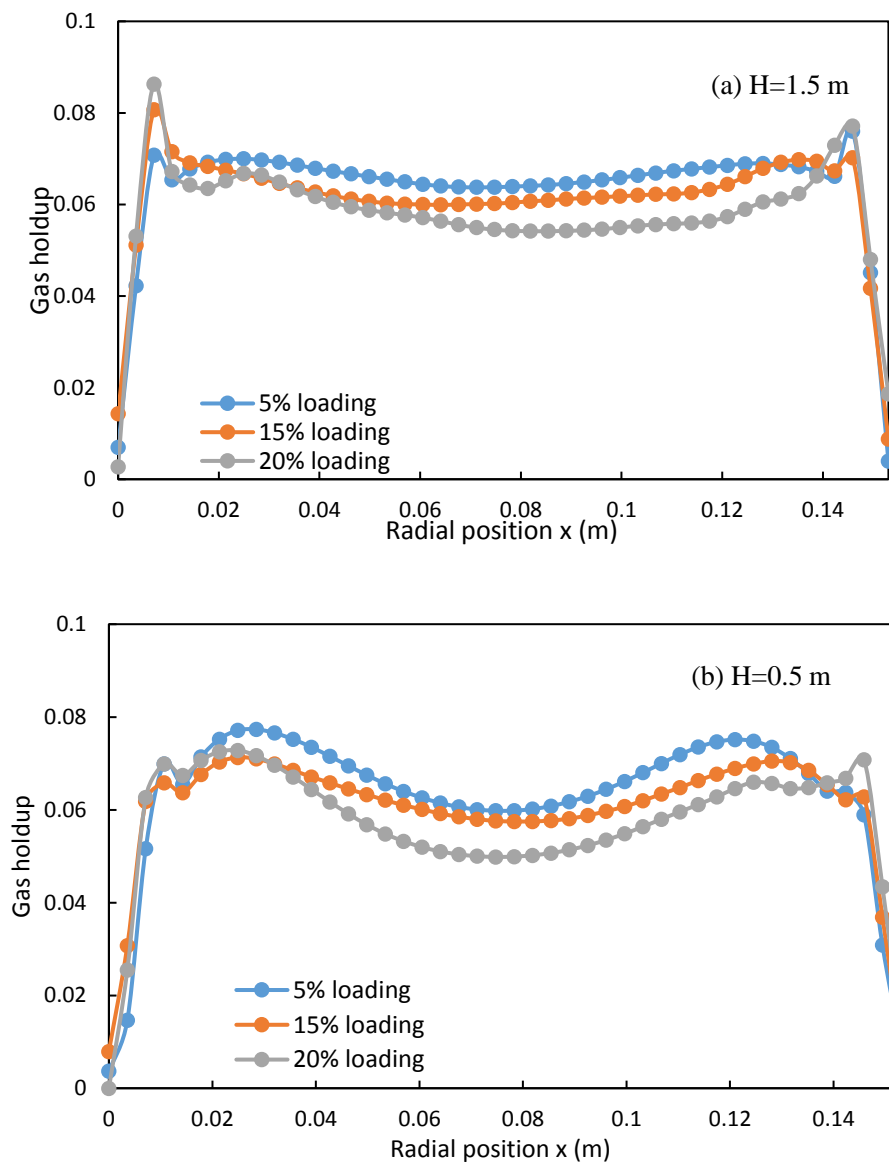 0.1
(a) H=1.5 m
0.08
0.06
Gas holdup
0.04
0.02
5% loading
15% loading
20% loading
0
0 0.02 0.04 0.06 0.08 0.1 0.12 0.14
Radial position x (m)
0.1
(b) H=0.5 m
0.08
0.06
Gas holdup
0.04
0.02
5% loading
15% loading
20% loading
0
0 0.02 0.04 0.06 0.08 0.1 0.12 0.14
Radial position x (m)